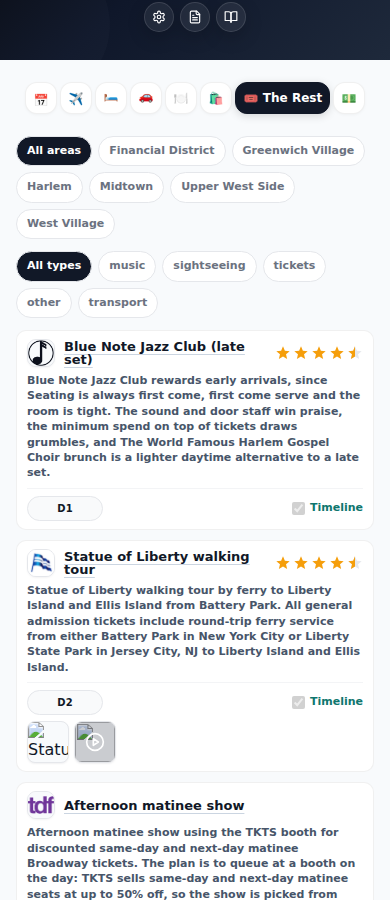 The Rest
All areas
Financial District
Greenwich Village
Harlem
Midtown
Upper West Side
West Village
All types
music
sightseeing
tickets
other
transport
Blue Note Jazz Club (late
set)
Blue Note Jazz Club rewards early arrivals, since
Seating is always first come, first come serve and the
room is tight. The sound and door staff win praise,
the minimum spend on top of tickets draws
grumbles, and The World Famous Harlem Gospel
Choir brunch is a lighter daytime alternative to a late
set.
D1
Timeline
Statue of Liberty walking
tour
Statue of Liberty walking tour by ferry to Liberty
Island and Ellis Island from Battery Park. All general
admission tickets include round-trip ferry service
from either Battery Park in New York City or Liberty
State Park in Jersey City, NJ to Liberty Island and Ellis
Island.
D2
Timeline
Statu
tdf
Afternoon matinee show
Afternoon matinee show using the TKTS booth for
discounted same-day and next-day matinee
Broadway tickets. The plan is to queue at a booth on
the day: TKTS sells same-day and next-day matinee
seats at up to 50% off, so the show is picked from